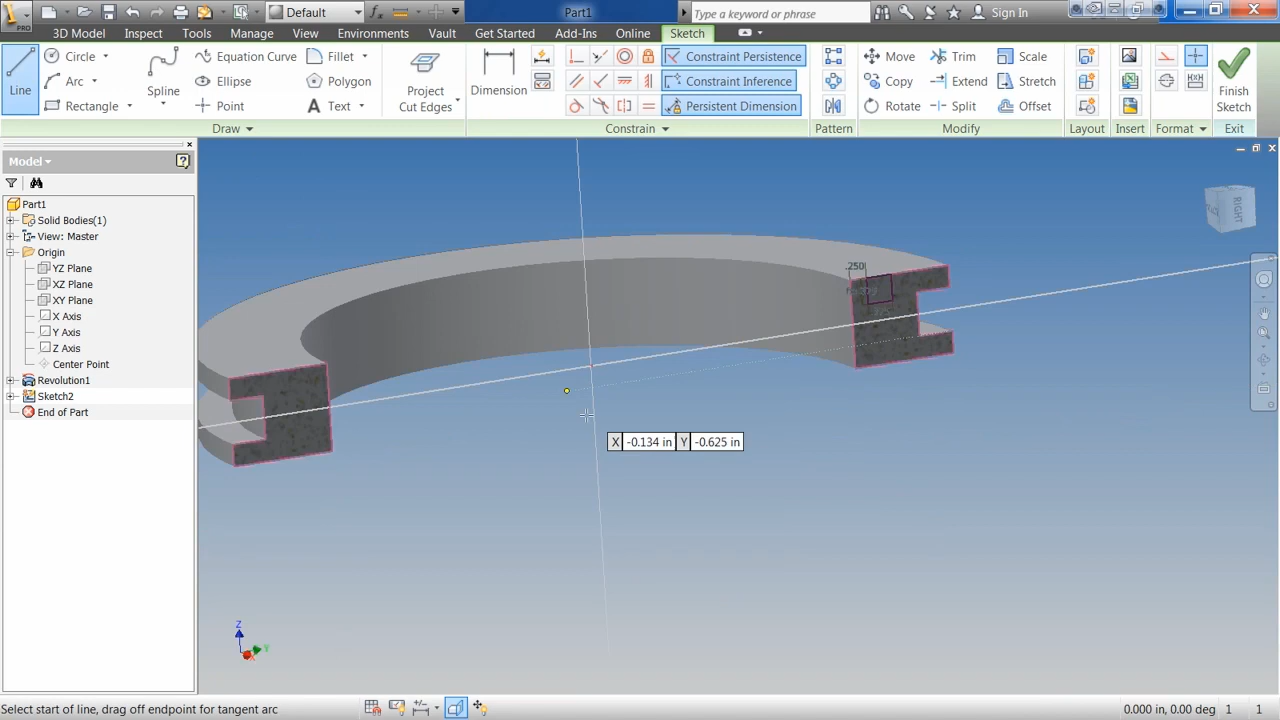 Default
Part1
Type a keyword or phrase
Sign In
PRO
3D Model Inspect Tools Manage View Environments Vault Get Started Add-Ins Online Sketch
Line
Circle
Arc
Rectangle
Spline
Equation Curve
Ellipse
Point
Fillet
Polygon
Text
Project
Cut Edges
Dimension
Constraint Persistence
Constraint Inference
Persistent Dimension
Move
Copy
Rotate
Trim
Extend
Split
Scale
Stretch
Offset
Finish
Sketch
Draw
Constrain
Pattern
Modify
Layout
Insert
Format
Exit
Model
Part1
Solid Bodies(1)
View: Master
Origin
YZ Plane
XZ Plane
XY Plane
X Axis
Y Axis
Z Axis
Center Point
Revolution1
Sketch2
End of Part
.250
RIGHT
X -0.134 in Y -0.625 in
Z
Y
X
Select start of line, drag off endpoint for tangent arc
0.000 in, 0.00 deg 1 1